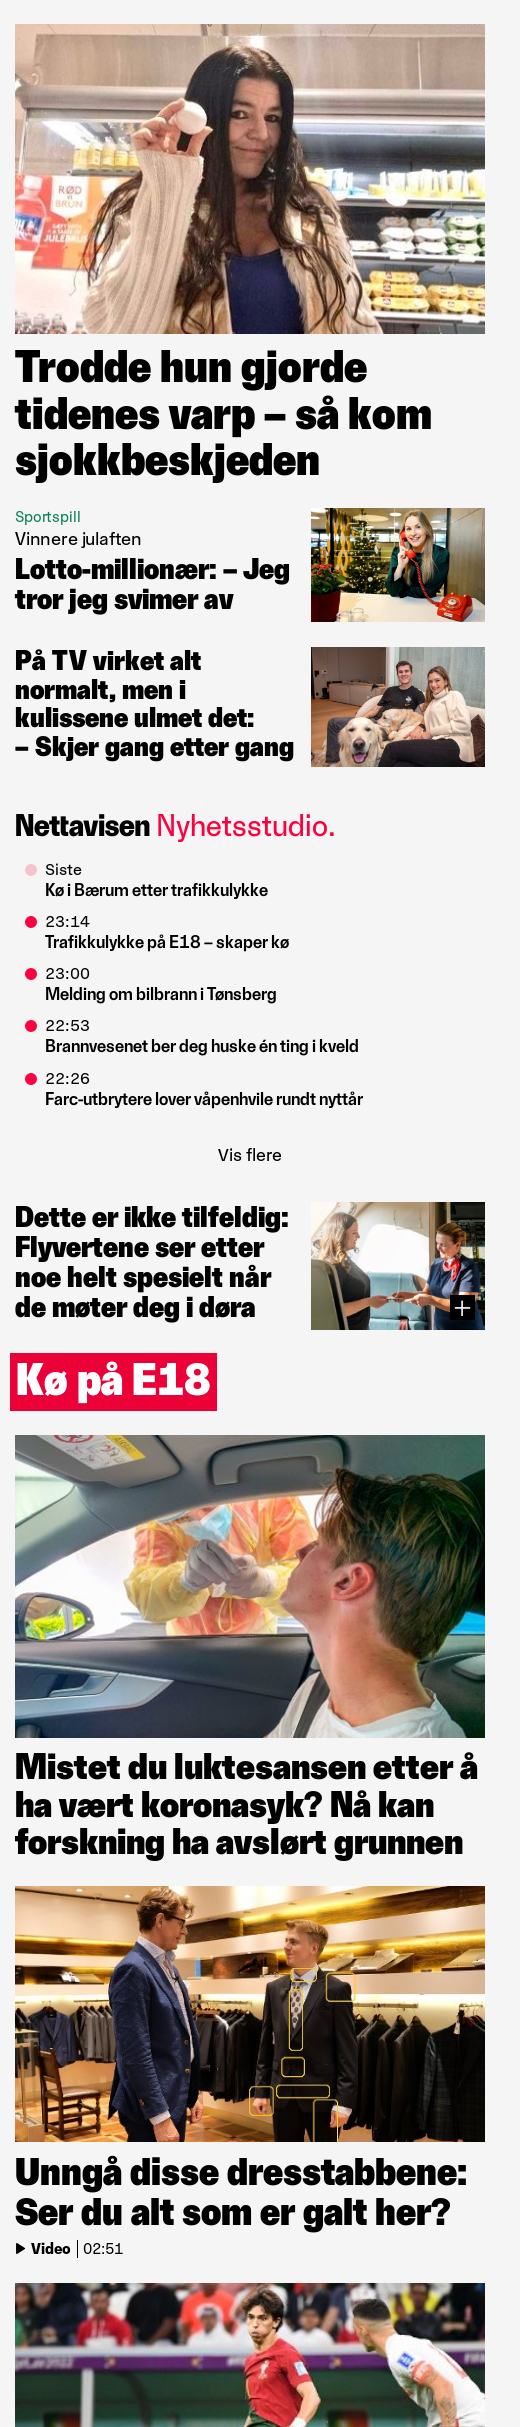 RØD
ER
BRUN
JULEBRUS
Trodde hun gjorde
tidenes varp – så kom
sjokkbeskjeden
Sportspill
Vinnere julaften
Lotto-millionær: – Jeg
tror jeg svimer av
På TV virket alt
normalt, men i
kulissene ulmet det:
– Skjer gang etter gang
Nettavisen Nyhetsstudio.
Siste
Kø i Bærum etter trafikkulykke
23:14
Trafikkulykke på E18 – skaper kø
23:00
Melding om bilbrann i Tønsberg
22:53
Brannvesenet ber deg huske én ting i kveld
22:26
Farc-utbrytere lover våpenhvile rundt nyttår
Vis flere
Dette er ikke tilfeldig:
Flyvertene ser etter
noe helt spesielt når
de møter deg i døra
Kø på E18
Mistet du luktesansen etter å
ha vært koronasyk? Nå kan
forskning ha avslørt grunnen
Unngå disse dresstabbene:
Ser du alt som er galt her?
Video | 02:51